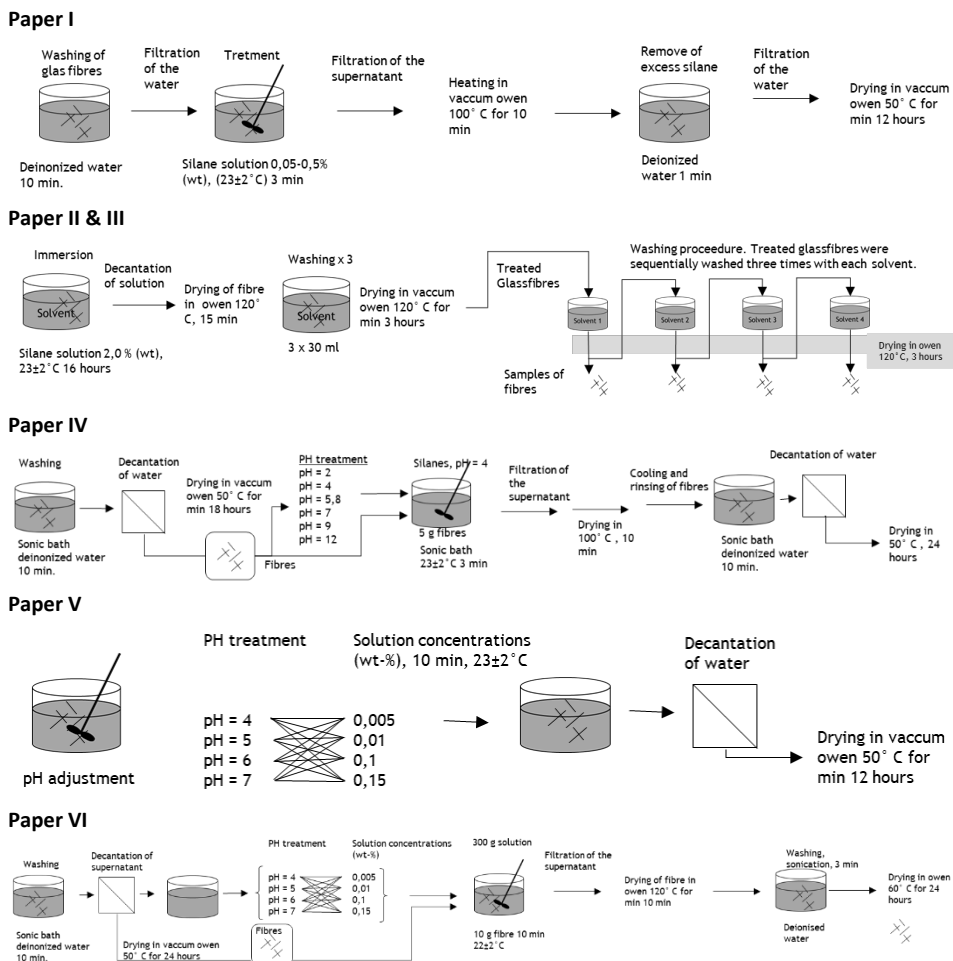 Paper I
Washing of
glas fibres
Deinonized water
10 min.
Filtration
of the
water
Tretment
Silane solution 0,05-0,5%
(wt), (23±2°C) 3 min
Filtration of the
supernatant
Heating in
vaccum owen
100° C for 10
min
Remove of
excess silane
Deionized
water 1 min
Filtration
of the
water
Drying in vaccum
owen 50° C for
min 12 hours
Paper II & III
Immersion
Solvent
Silane solution 2,0 % (wt),
23±2°C 16 hours
Decantation
of solution
Drying of fibre
in owen 120°
C, 15 min
Washing x 3
Solvent
3 x 30 ml
Drying in vaccum
owen 120° C for
min 3 hours
Treated
Glassfibres
Washing proceedure. Treated glassfibres were
sequentially washed three times with each solvent.
Solvent 1
Solvent 2
Solvent 3
Solvent 4
Drying in owen
120°C, 3 hours
Samples of
fibres
Paper IV
Washing
Sonic bath
deinonized water
10 min.
Decantation
of water
Drying in vaccum
owen 50° C for
min 18 hours
Fibres
PH treatment
pH = 2
pH = 4
pH = 5,8
pH = 7
pH = 9
pH = 12
Silanes, pH = 4
5 g fibres
Sonic bath
23±2°C 3 min
Filtration of
the
supernatant
Drying in
100° C , 10
min
Cooling and
rinsing of fibres
Sonic bath
deinonized water
10 min.
Decantation of water
Drying in
50° C , 24
hours
Paper V
pH adjustment
PH treatment
pH = 4
pH = 5
pH = 6
pH = 7
Solution concentrations
(wt-%), 10 min, 23±2°C
0,005
0,01
0,1
0,15
Decantation
of water
Drying in vaccum
owen 50° C for
min 12 hours
Paper VI
Washing
Sonic bath
deinonized water
10 min.
Decantation of
supernatant
Drying in vaccum owen
50° C for 24 hours
PH treatment
pH = 4
pH = 5
pH = 6
pH = 7
Solution concentrations
(wt-%)
0,005
0,01
0,1
0,15
Fibres
300 g solution
10 g fibre 10 min
22±2°C
Filtration of the
supernatant
Drying of fibre in
owen 120° C for
min 10 min
Washing,
sonication, 3 min
Deionised
water
Drying in owen
60° C for 24
hours